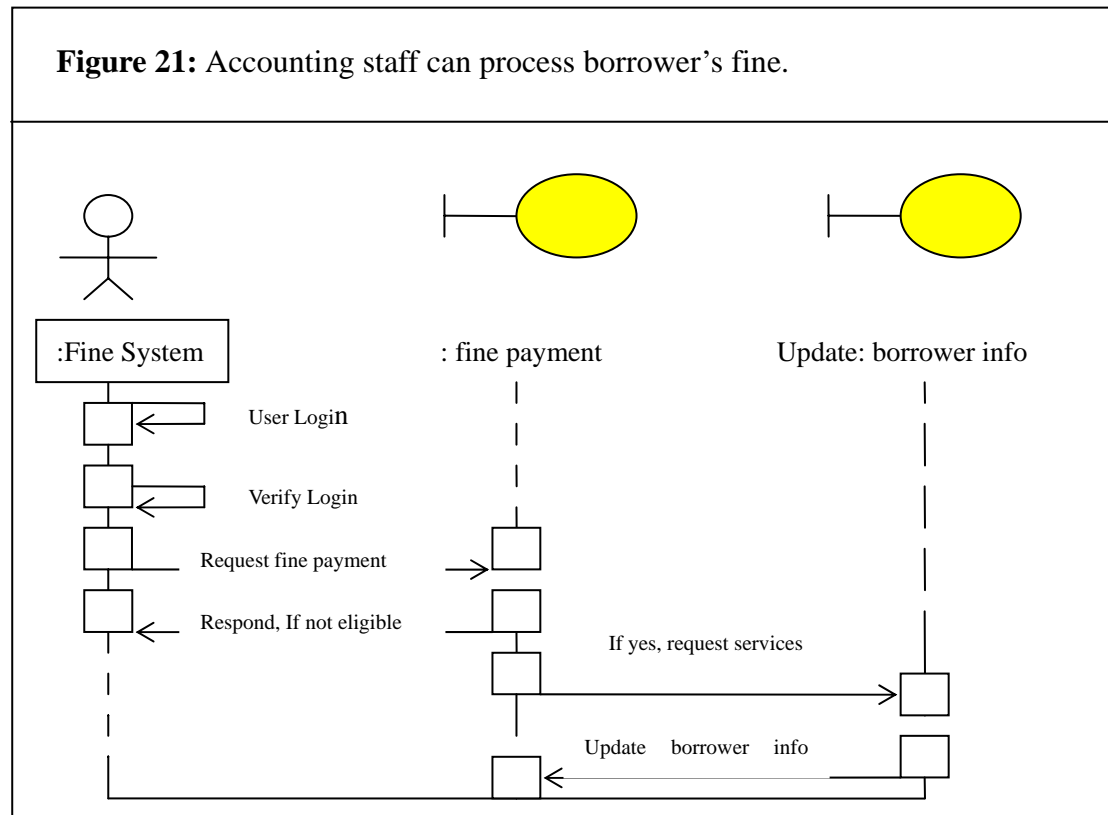 Figure 21: Accounting staff can process borrower’s fine.
:Fine System
: fine payment
Update: borrower info
User Login
Verify Login
Request fine payment
Respond, If not eligible
If yes, request services
Update borrower info